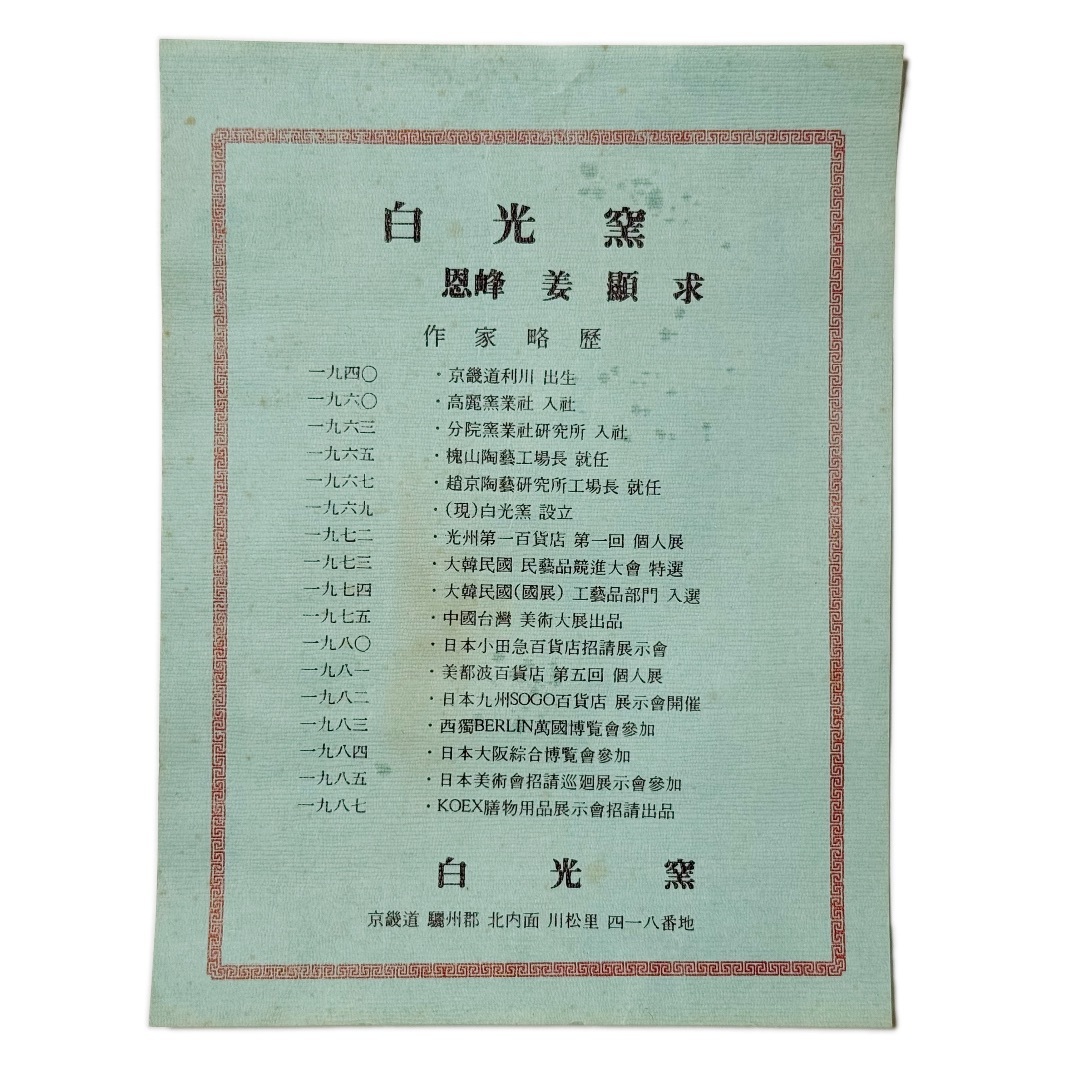 白光窯
恩峰 姜顯求
作家略歷
一九四〇 ・京畿道利川 出生
一九六〇 ・高麗窯業社 入社
一九六三 ・分院窯業社硏究所 入社
一九六五 ・槐山陶藝工場長 就任
一九六七 ・趙京陶藝硏究所工場長 就任
一九六九 ・(現)白光窯 設立
一九七二 ・光州第一百貨店 第一回 個人展
一九七三 ・大韓民國 民藝品競進大會 特選
一九七四 ・大韓民國(國展) 工藝品部門 入選
一九七五 ・中國台灣 美術大展出品
一九八〇 ・日本小田急百貨店招請展示會
一九八一 ・美都波百貨店 第五回 個人展
一九八二 ・日本九州SOGO百貨店 展示會開催
一九八三 ・西獨BERLIN萬國博覽會參加
一九八四 ・日本大阪綜合博覽會參加
一九八五 ・日本美術會招請巡廻展示會參加
一九八七 ・KOEX膳物用品展示會招請出品
白光窯
京畿道 驪州郡 北內面 川松里 四一八番地